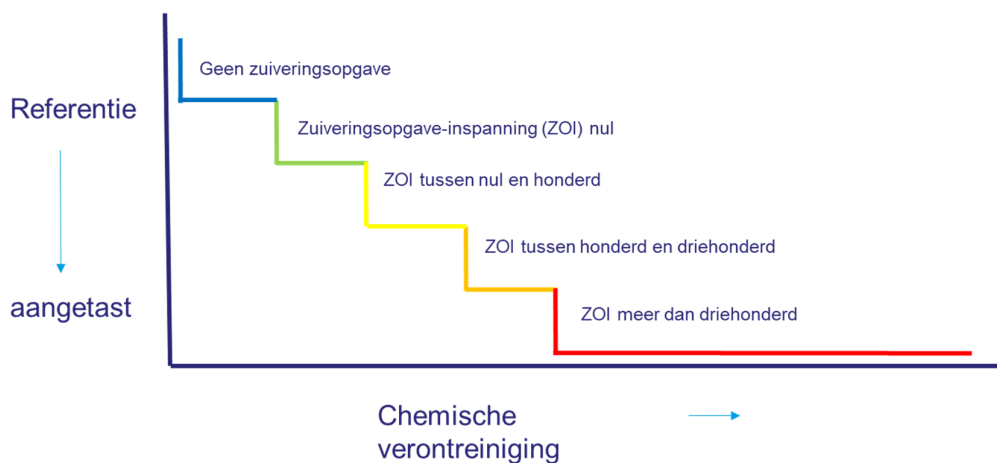 Geen zuiveringsopgave
Referentie
Zuiveringsopgave-inspanning (ZOI) nul
ZOI tussen nul en honderd
ZOI tussen honderd en driehonderd
aangetast
ZOI meer dan driehonderd
Chemische
verontreiniging